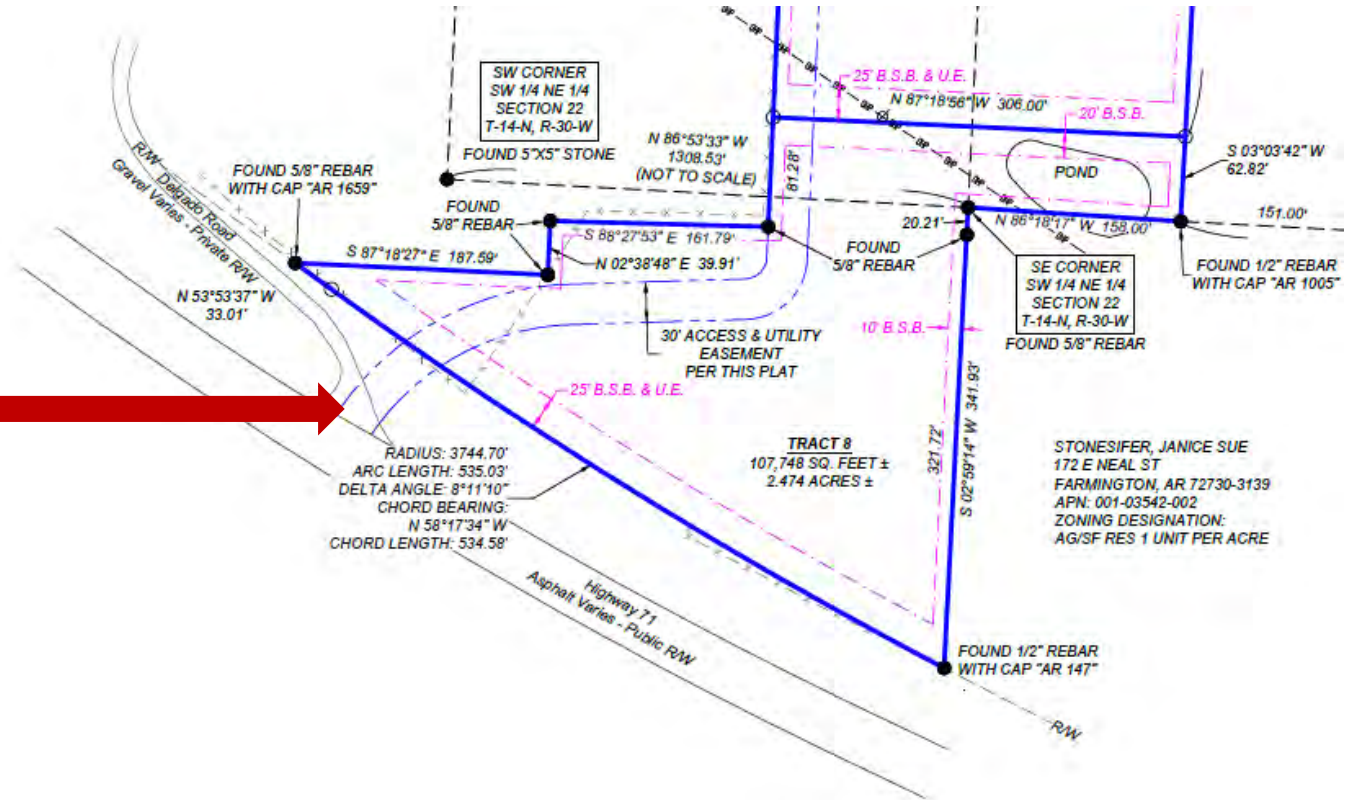 25' B.S.B. & U.E.
N 87°18'56" W 306.00'
20' B.S.B.
SW CORNER
SW 1/4 NE 1/4
SECTION 22
T-14-N, R-30-W
FOUND 5"X5" STONE
N 86°53'33" W
1308.53'
(NOT TO SCALE)
81.28'
POND
S 03°03'42" W
62.82'
R/W
Delgado Road
Gravel Varies - Private R/W
FOUND 5/8" REBAR
WITH CAP "AR 1659"
FOUND
5/8" REBAR
S 88°27'53" E 161.79'
S 87°18'27" E 187.59'
N 02°38'48" E 39.91'
FOUND
5/8" REBAR
20.21'
N 86°18'17" W 158.00'
151.00'
SE CORNER
SW 1/4 NE 1/4
SECTION 22
T-14-N, R-30-W
FOUND 5/8" REBAR
FOUND 1/2" REBAR
WITH CAP "AR 1005"
N 53°53'37" W
33.01'
30' ACCESS & UTILITY
EASEMENT
PER THIS PLAT
10' B.S.B.
25' B.S.B. & U.E.
RADIUS: 3744.70'
ARC LENGTH: 535.03'
DELTA ANGLE: 8°11'10"
CHORD BEARING:
N 58°17'34" W
CHORD LENGTH: 534.58'
TRACT 8
107,748 SQ. FEET ±
2.474 ACRES ±
321.72'
S 02°59'14" W 341.93'
STONESIFER, JANICE SUE
172 E NEAL ST
FARMINGTON, AR 72730-3139
APN: 001-03542-002
ZONING DESIGNATION:
AG/SF RES 1 UNIT PER ACRE
Highway 71
Asphalt Varies - Public R/W
FOUND 1/2" REBAR
WITH CAP "AR 147"
R/W